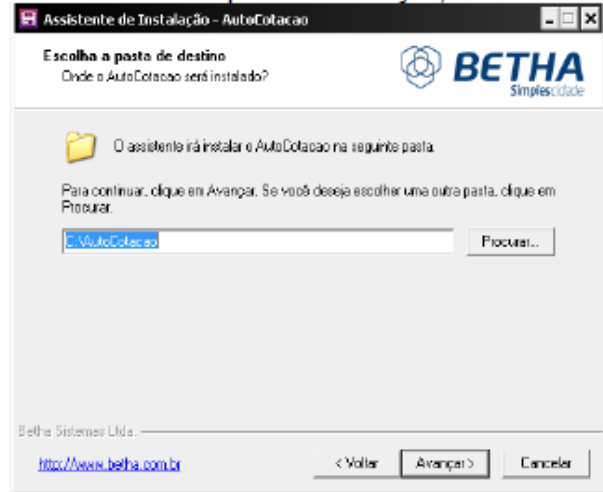 Assistente de Instalação - AutoCotacao
Escolha a pasta de destino
Onde o AutoCotacao será instalado?
BETHA
Simplescidade
O assistente irá instalar o AutoCotacao na seguinte pasta.
Para continuar, clique em Avançar. Se você deseja escolher uma outra pasta, clique em
Procurar.
C:\AutoCotacao
Procurar...
Betha Sistemas Ltda.
http://www.betha.com.br
< Voltar
Avançar >
Cancelar